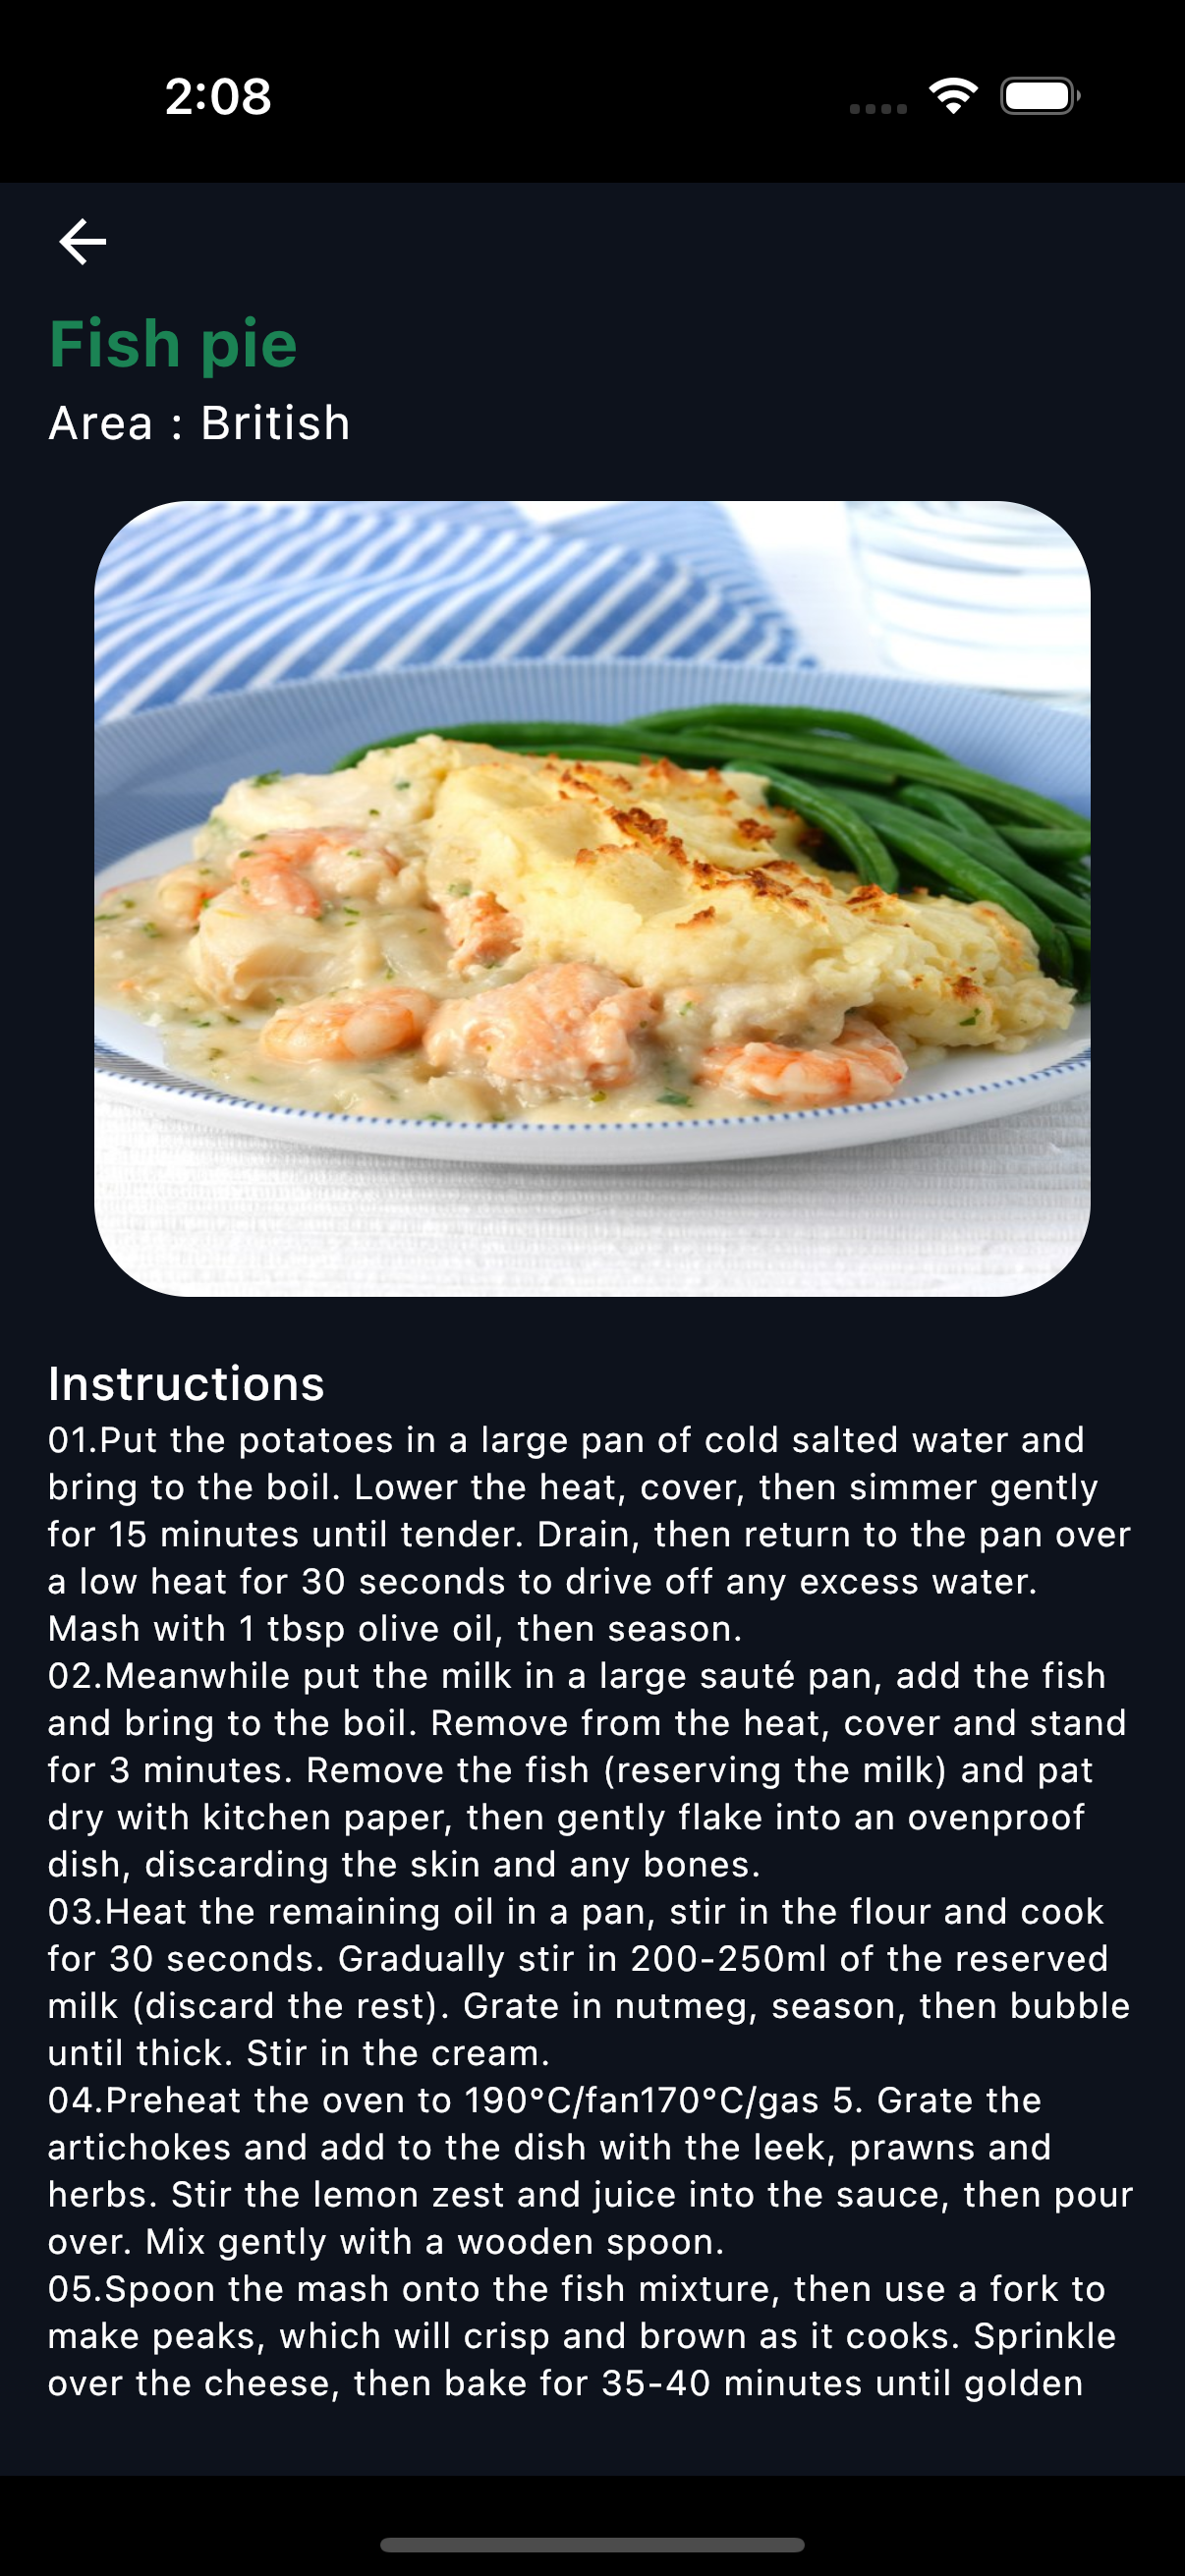 2:08
Fish pie
Area : British
Instructions
01.Put the potatoes in a large pan of cold salted water and
bring to the boil. Lower the heat, cover, then simmer gently
for 15 minutes until tender. Drain, then return to the pan over
a low heat for 30 seconds to drive off any excess water.
Mash with 1 tbsp olive oil, then season.
02.Meanwhile put the milk in a large sauté pan, add the fish
and bring to the boil. Remove from the heat, cover and stand
for 3 minutes. Remove the fish (reserving the milk) and pat
dry with kitchen paper, then gently flake into an ovenproof
dish, discarding the skin and any bones.
03.Heat the remaining oil in a pan, stir in the flour and cook
for 30 seconds. Gradually stir in 200-250ml of the reserved
milk (discard the rest). Grate in nutmeg, season, then bubble
until thick. Stir in the cream.
04.Preheat the oven to 190°C/fan170°C/gas 5. Grate the
artichokes and add to the dish with the leek, prawns and
herbs. Stir the lemon zest and juice into the sauce, then pour
over. Mix gently with a wooden spoon.
05.Spoon the mash onto the fish mixture, then use a fork to
make peaks, which will crisp and brown as it cooks. Sprinkle
over the cheese, then bake for 35-40 minutes until golden